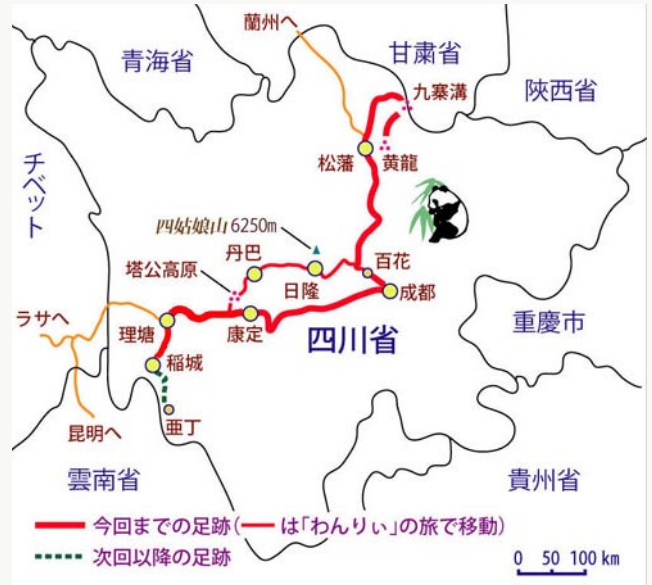 蘭州へ
甘粛省
青海省
九寨溝
陝西省
チベット
松藩
黄龍
四姑娘山 6250m
丹巴
百花
塔公高原
日隆
成都
ラサへ
理塘
康定
四川省
重慶市
稲城
昆明へ
亜丁
雲南省
貴州省
今回までの足跡(━は「わんりぃ」の旅で移動)
次回以降の足跡
0 50 100 km